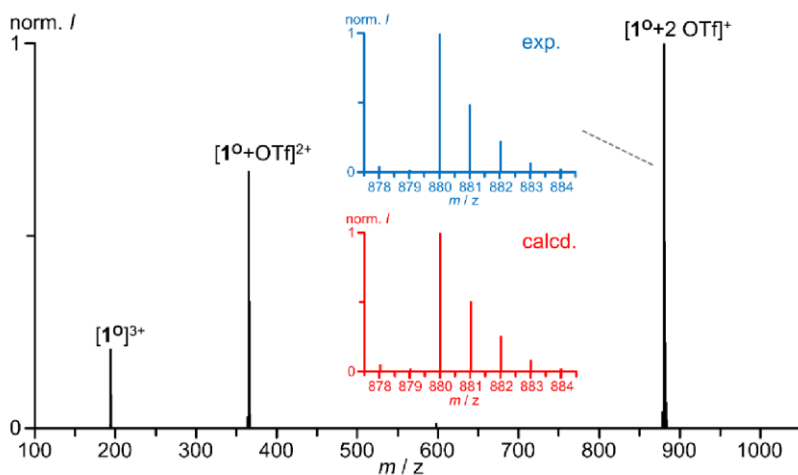 norm. I
1
0
[1ᴼ]³⁺
[1ᴼ+OTf]²⁺
[1ᴼ+2 OTf]⁺
100 200 300 400 500 600 700 800 900 1000
m / z
norm. I
exp.
1
0
878 879 880 881 882 883 884
m / z
norm. I
calcd.
1
0
878 879 880 881 882 883 884
m / z